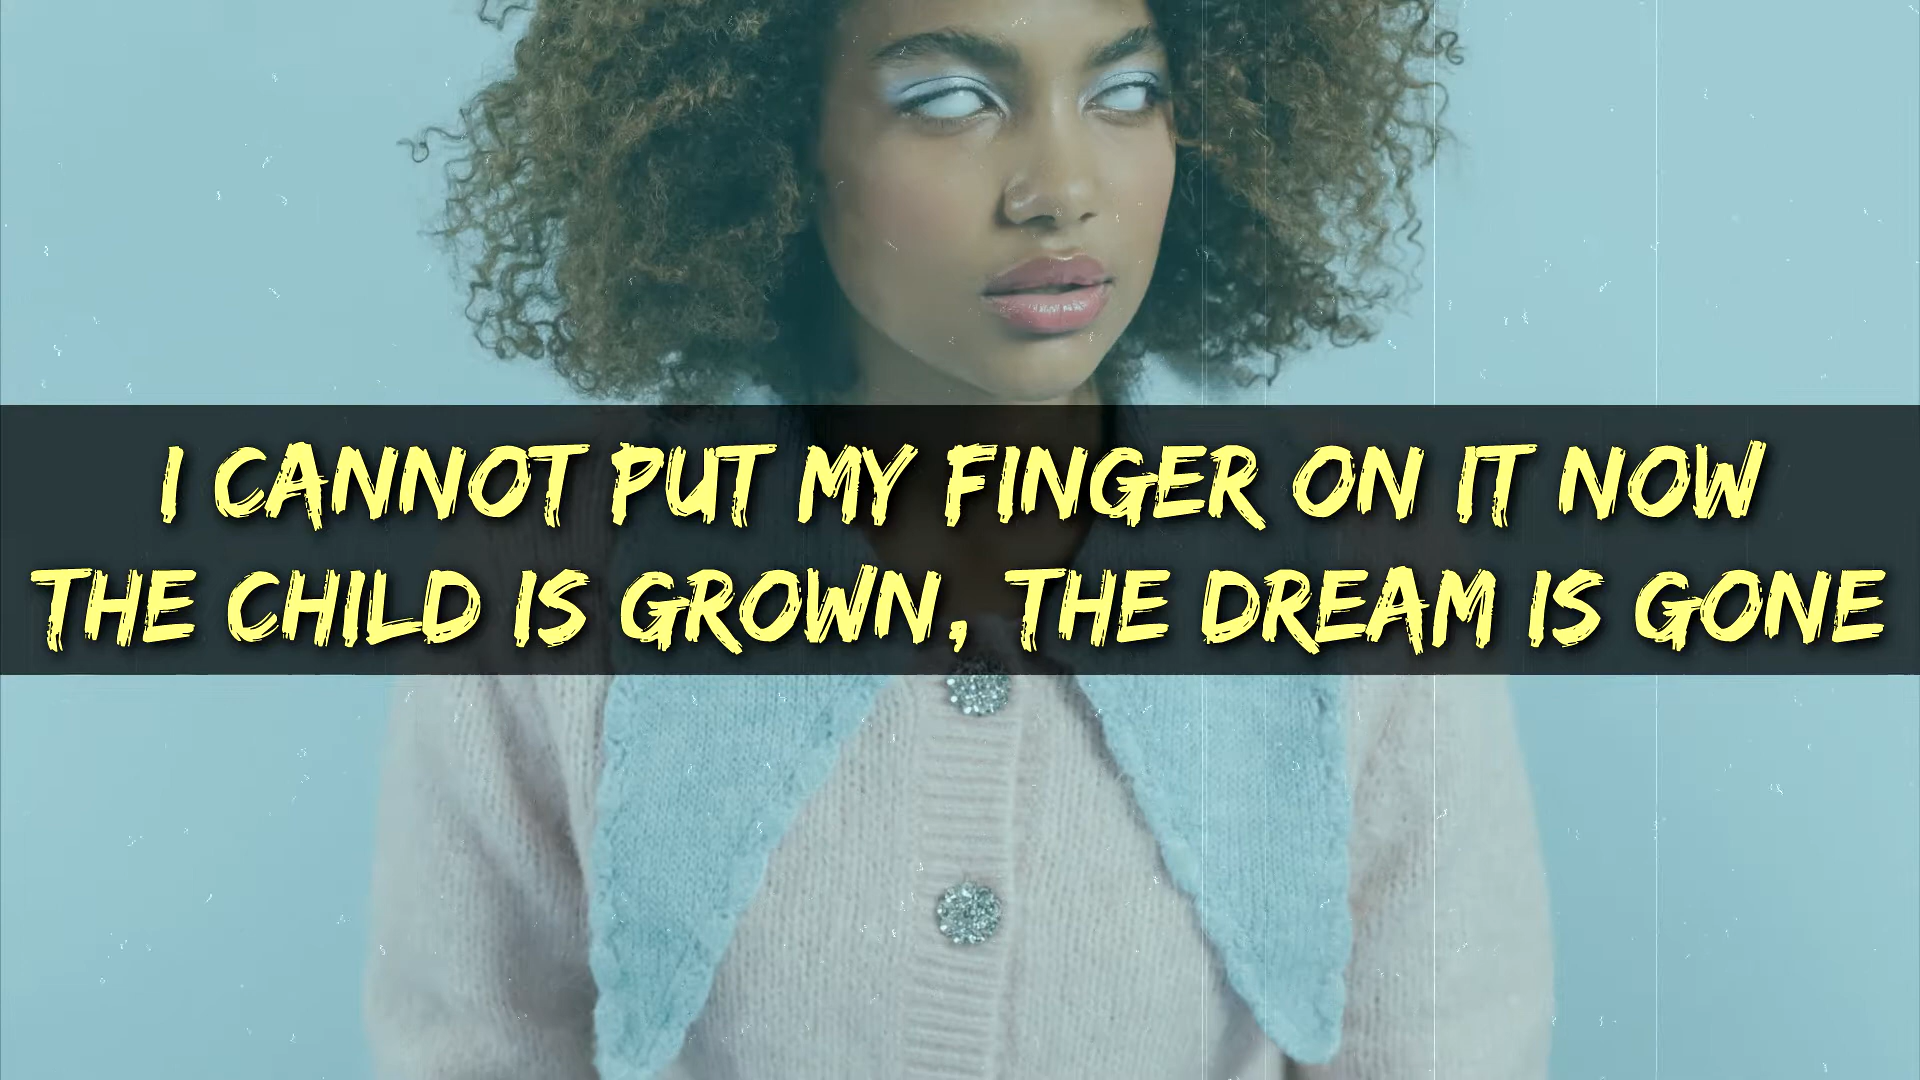 I CANNOT PUT MY FINGER ON IT NOW
THE CHILD IS GROWN, THE DREAM IS GONE